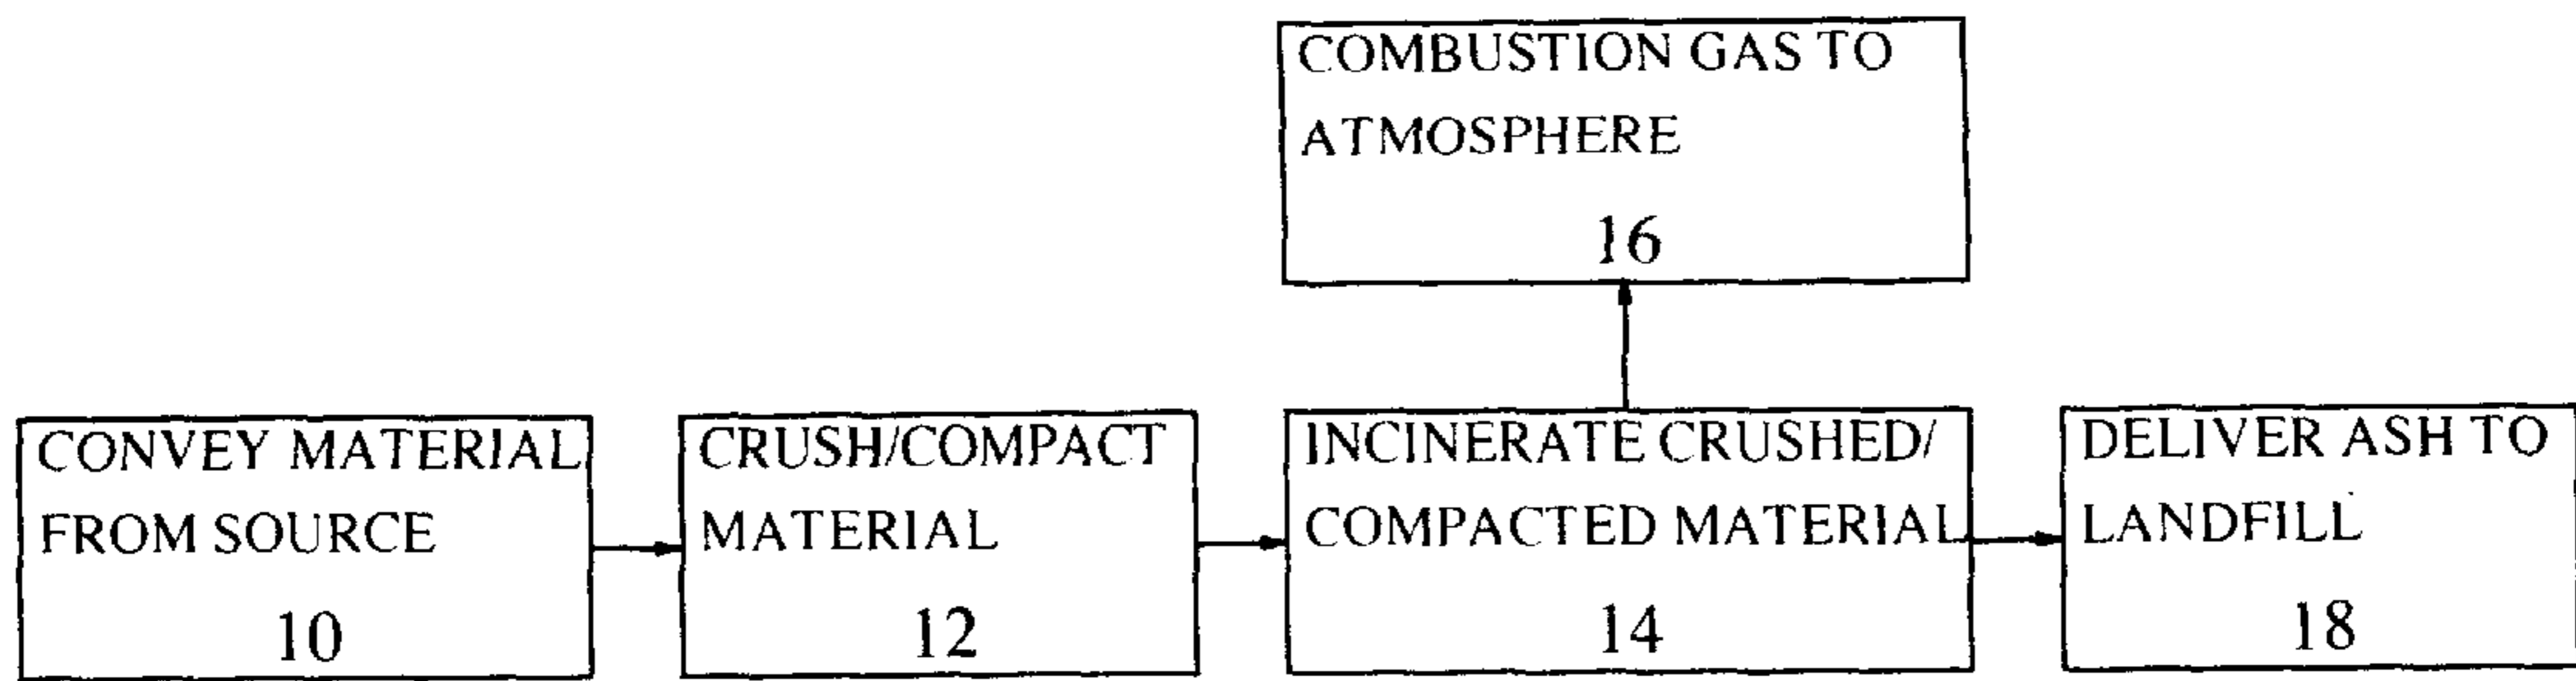 COMBUSTION GAS TO
ATMOSPHERE
16
CONVEY MATERIAL
FROM SOURCE
10
CRUSH/COMPACT
MATERIAL
12
INCINERATE CRUSHED/
COMPACTED MATERIAL
14
DELIVER ASH TO
LANDFILL
18